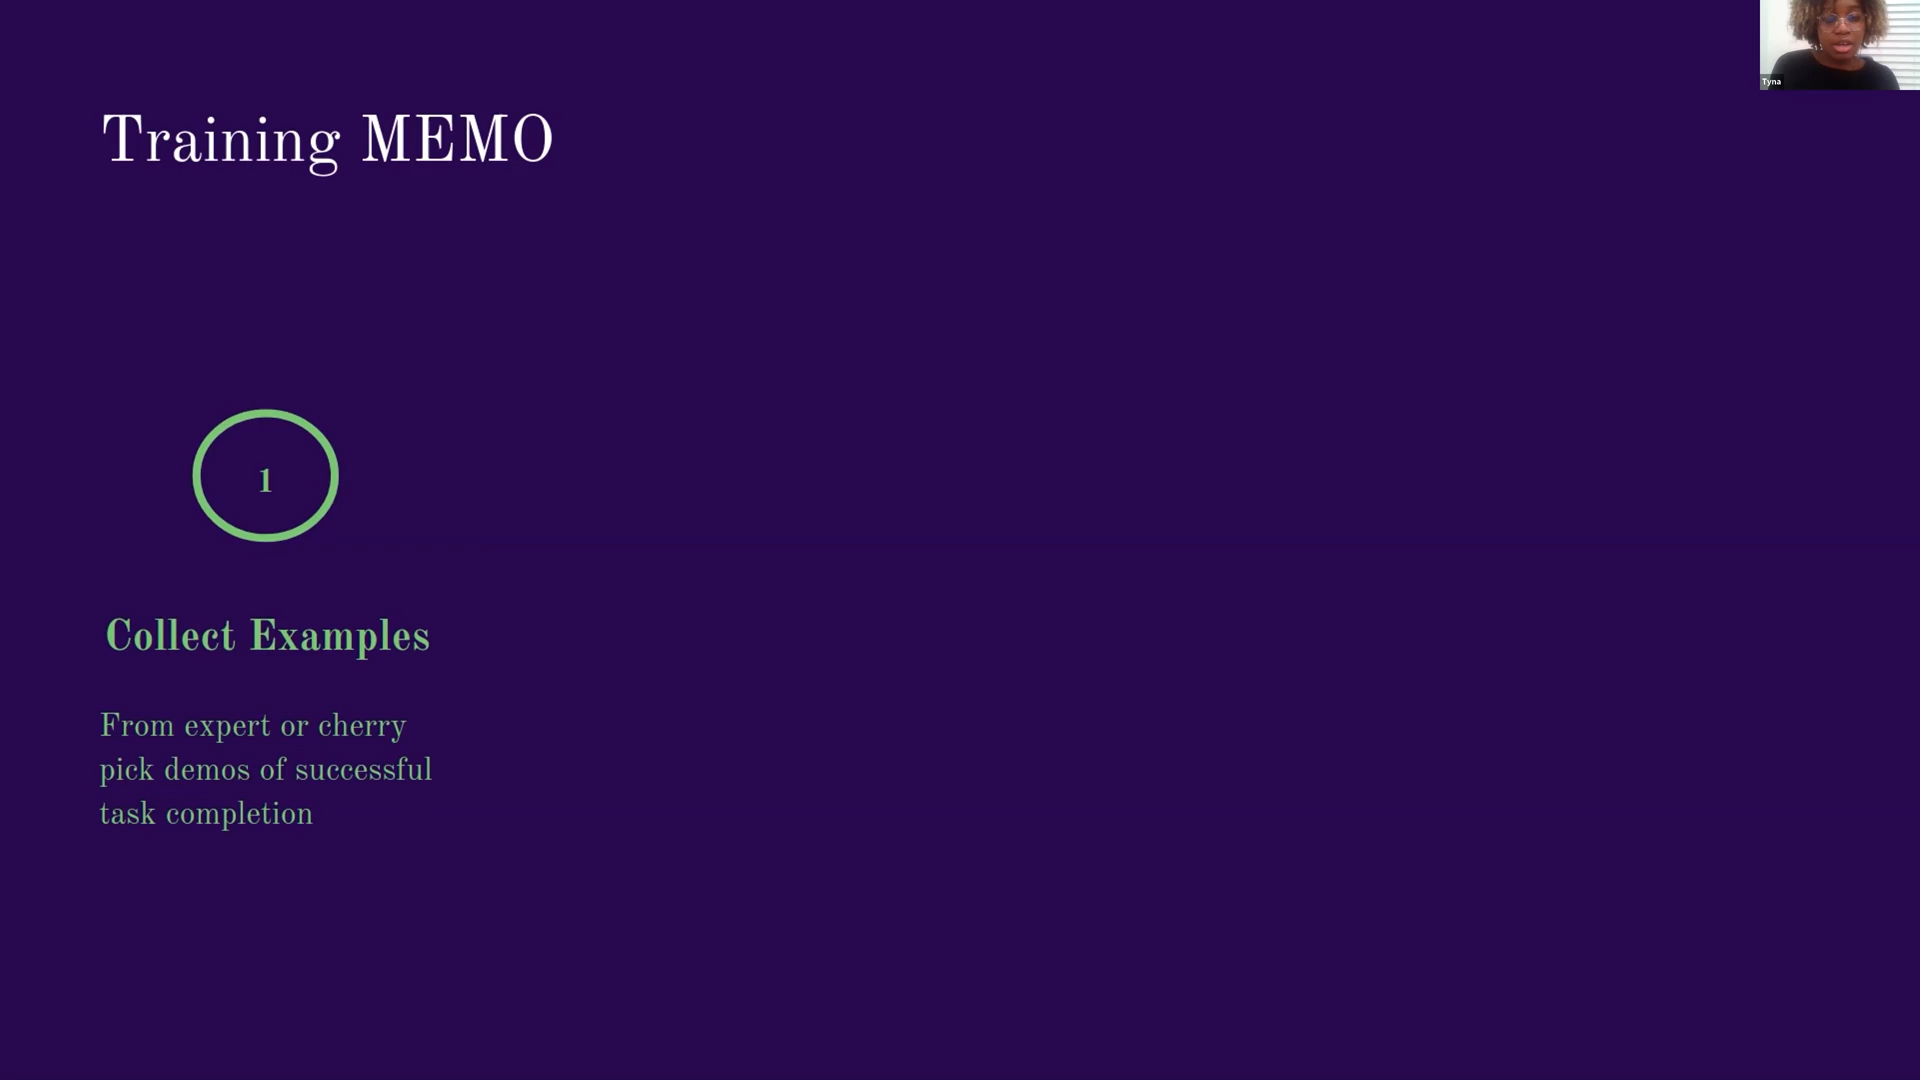 Tyna
Training MEMO
1
Collect Examples
From expert or cherry
pick demos of successful
task completion